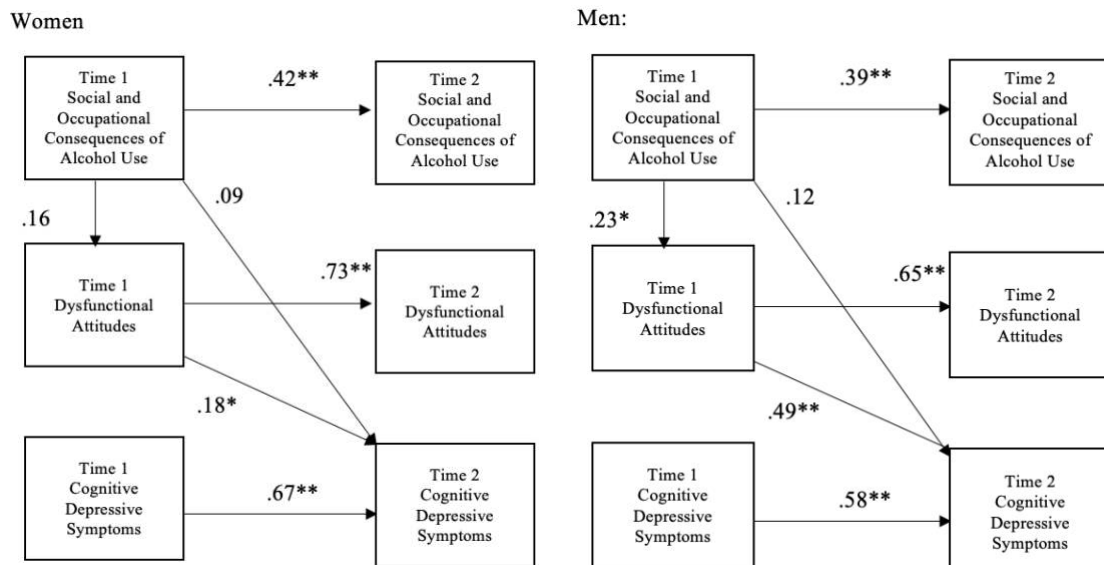 Women
Time 1
Social and
Occupational
Consequences of
Alcohol Use
.42**
Time 2
Social and
Occupational
Consequences of
Alcohol Use
.16
.09
Time 1
Dysfunctional
Attitudes
.73**
Time 2
Dysfunctional
Attitudes
.18*
Time 1
Cognitive
Depressive
Symptoms
.67**
Time 2
Cognitive
Depressive
Symptoms
Men:
Time 1
Social and
Occupational
Consequences of
Alcohol Use
.39**
Time 2
Social and
Occupational
Consequences of
Alcohol Use
.23*
.12
Time 1
Dysfunctional
Attitudes
.65**
Time 2
Dysfunctional
Attitudes
.49**
Time 1
Cognitive
Depressive
Symptoms
.58**
Time 2
Cognitive
Depressive
Symptoms